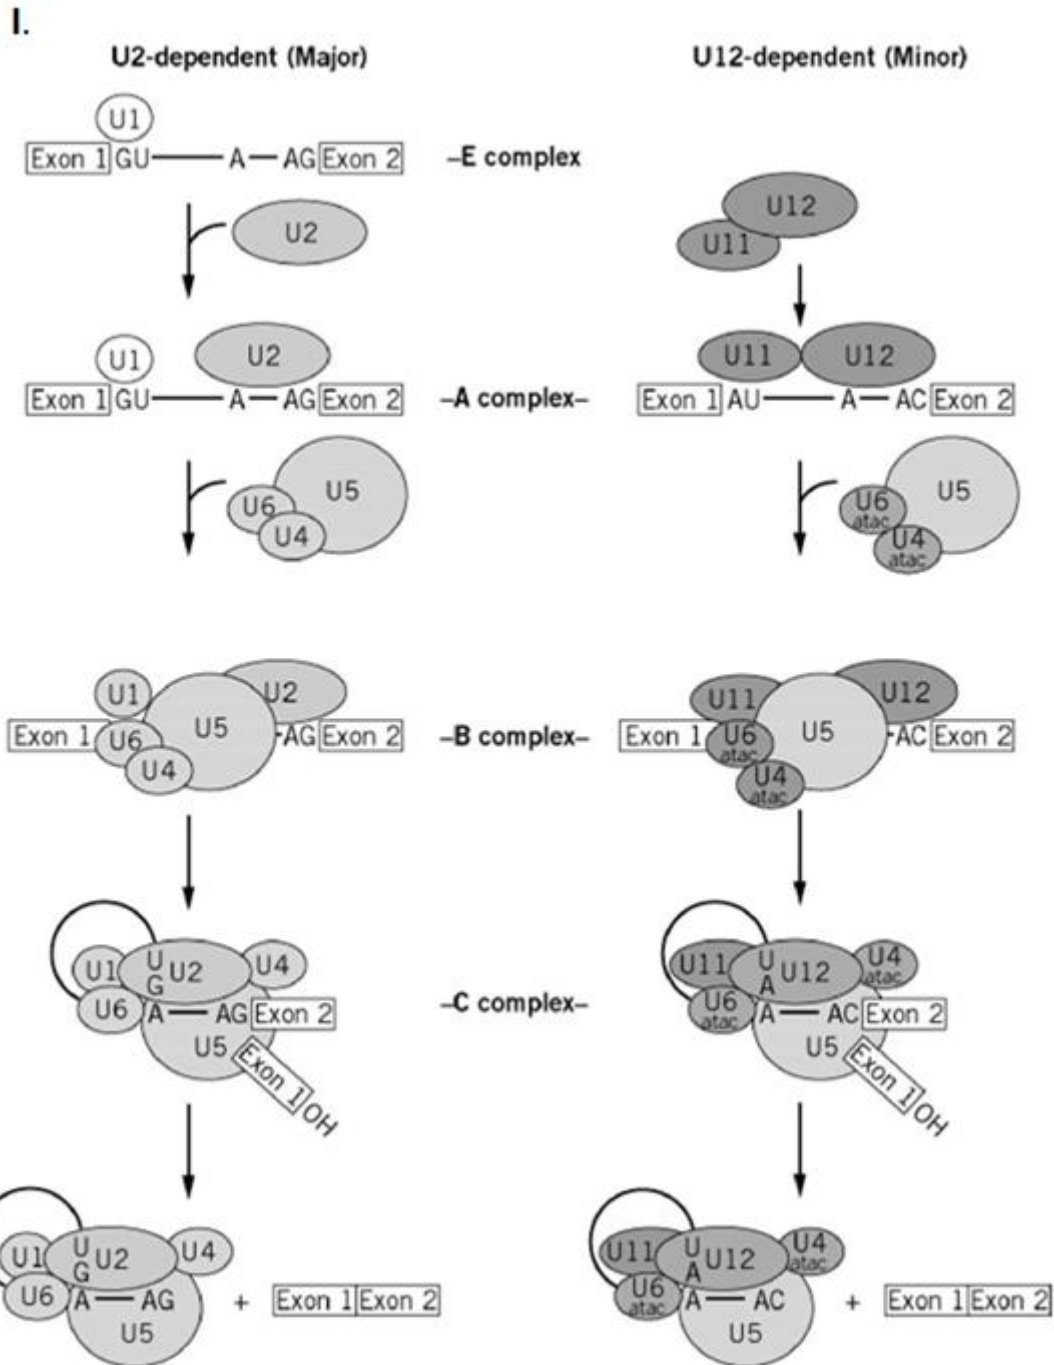 I.
U2-dependent (Major)
U12-dependent (Minor)
U1
Exon 1 GU A AG Exon 2
–E complex
U2
U12
U11
U1
U2
Exon 1 GU A AG Exon 2
–A complex–
U11
U12
Exon 1 AU A AC Exon 2
U5
U6
U4
U5
U6
atac
U4
atac
U1
U2
U5
Exon 1
U6
AG Exon 2
U4
–B complex–
U11
U12
U5
Exon 1
U6
atac
AC Exon 2
U4
atac
U1
U
G
U2
U4
U6
A AG Exon 2
U5
Exon 1 OH
–C complex–
U11
U
A
U12
U4
atac
U6
atac
A AC Exon 2
U5
Exon 1 OH
U1
U
G
U2
U4
U6
A AG
U5
+ Exon 1 Exon 2
U11
U
A
U12
U4
atac
U6
atac
A AC
U5
+ Exon 1 Exon 2